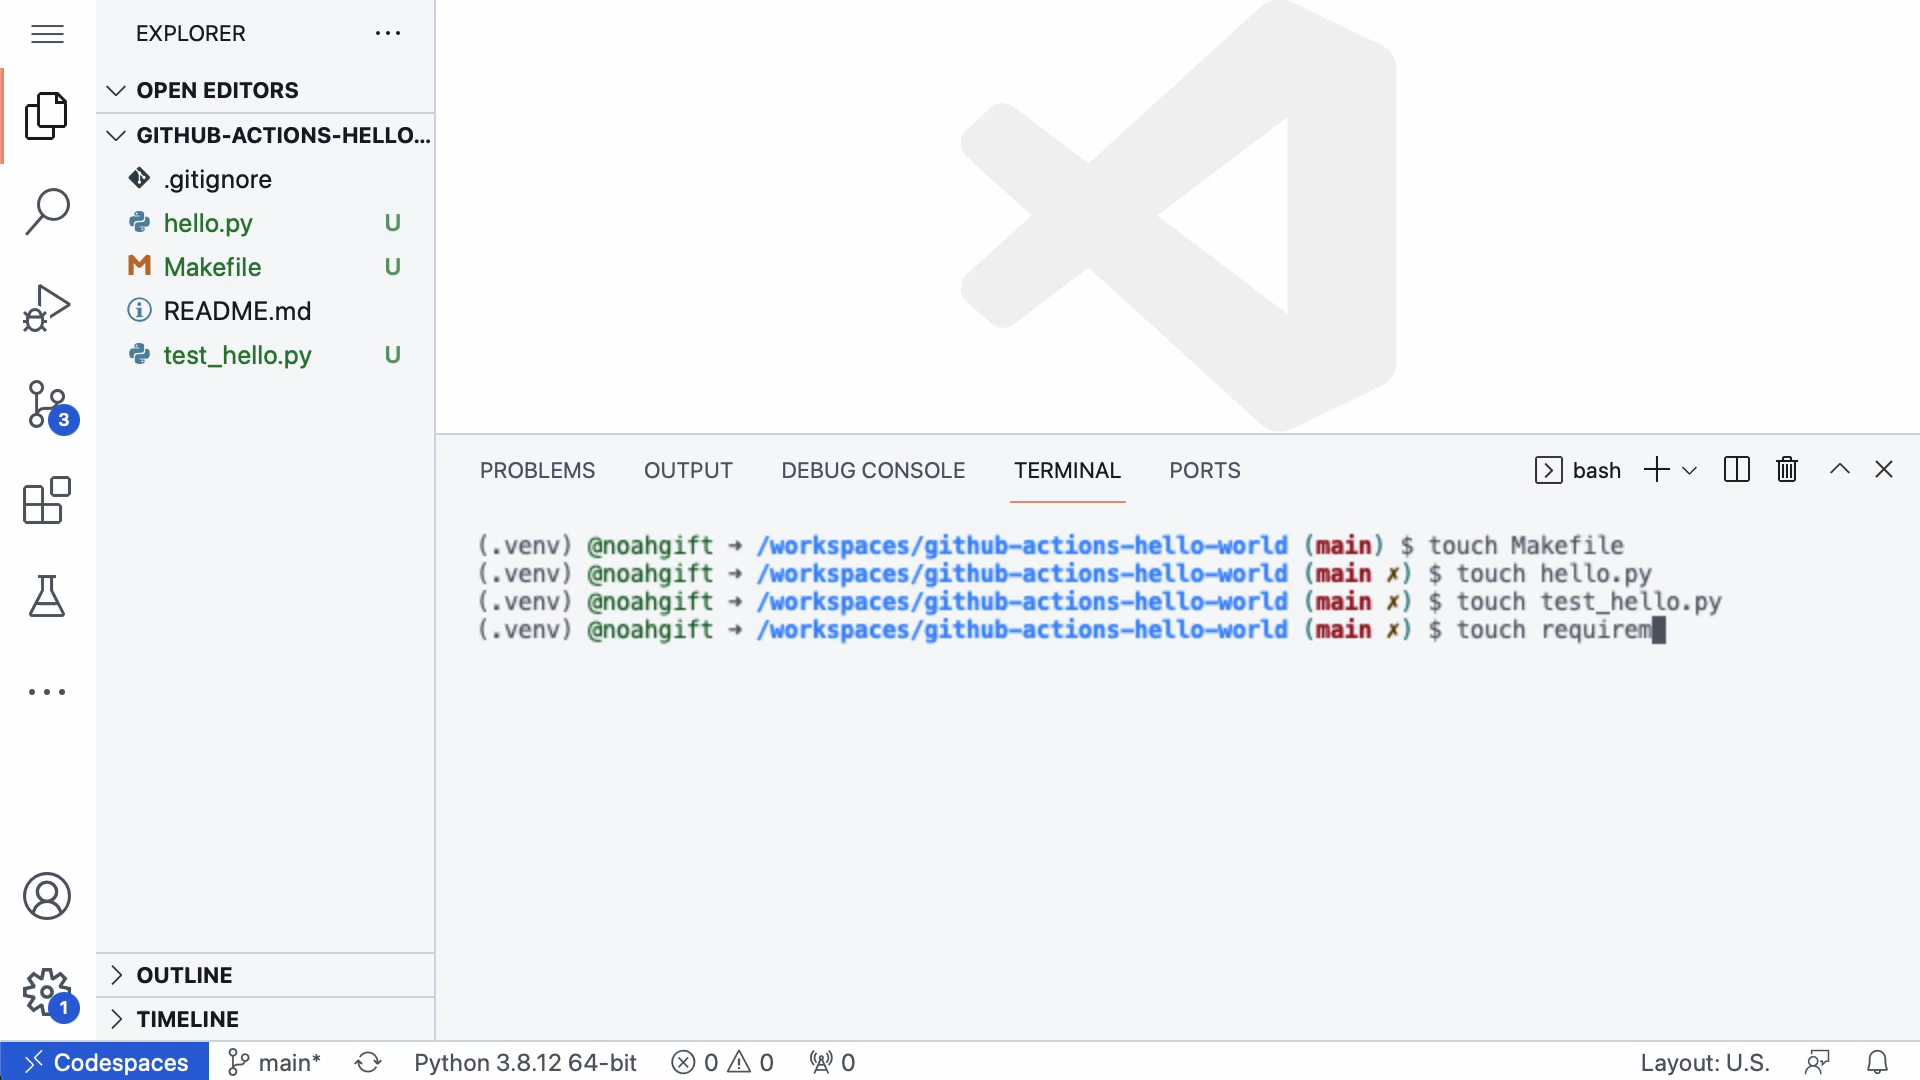 EXPLORER
OPEN EDITORS
GITHUB-ACTIONS-HELLO...
.gitignore
hello.py U
Makefile U
README.md
test_hello.py U
3
PROBLEMS OUTPUT DEBUG CONSOLE TERMINAL PORTS bash
(.venv) @noahgift → /workspaces/github-actions-hello-world (main) $ touch Makefile
(.venv) @noahgift → /workspaces/github-actions-hello-world (main ✗) $ touch hello.py
(.venv) @noahgift → /workspaces/github-actions-hello-world (main ✗) $ touch test_hello.py
(.venv) @noahgift → /workspaces/github-actions-hello-world (main ✗) $ touch requirem
OUTLINE
1
TIMELINE
Codespaces main* Python 3.8.12 64-bit 0 0 0 Layout: U.S.